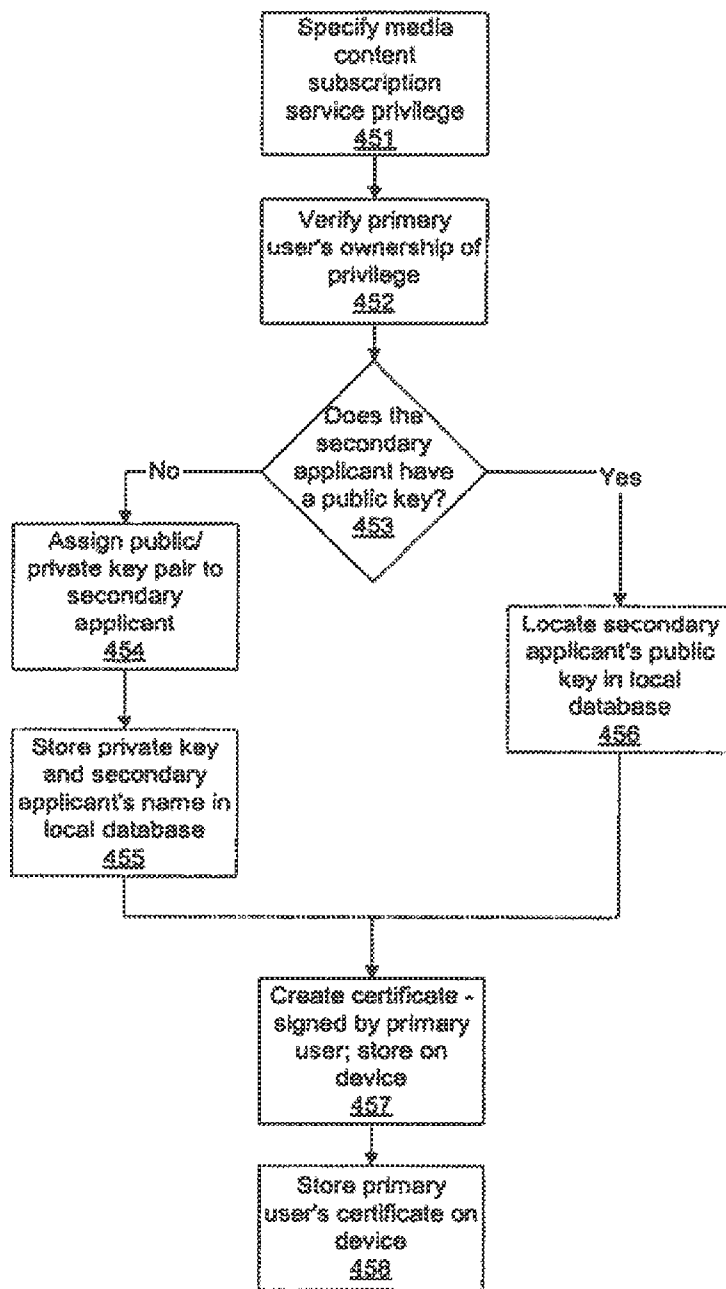 Specify media
content
subscription
service privilege
451
Verify primary
user's ownership of
privilege
452
Does the
secondary
applicant have
a public key?
453
No
Yes
Assign public/
private key pair to
secondary
applicant
454
Locate secondary
applicant's public
key in local
database
456
Store private key
and secondary
applicant's name in
local database
455
Create certificate -
signed by primary
user; store on
device
457
Store primary
user's certificate on
device
458